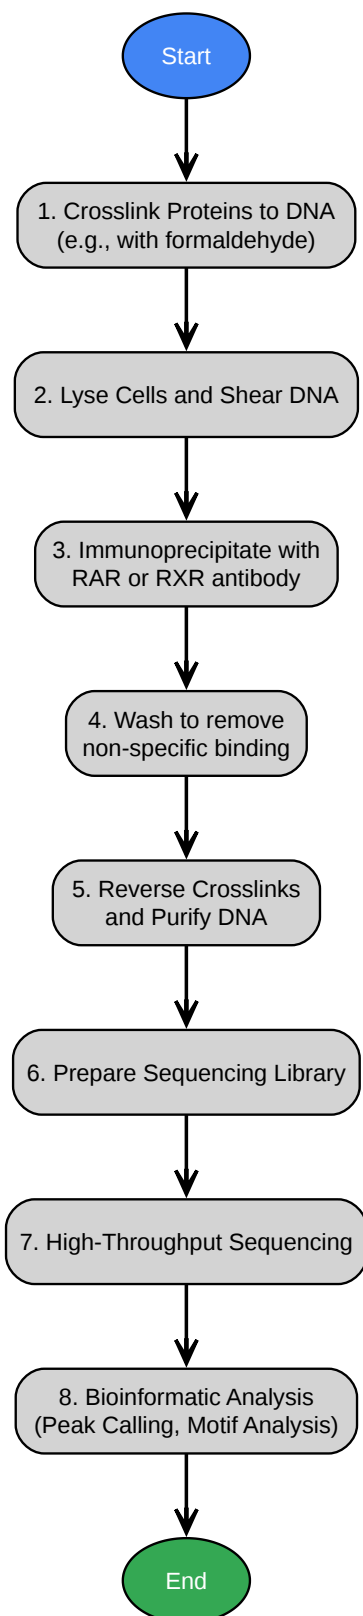 Start
1. Crosslink Proteins to DNA
(e.g., with formaldehyde)
2. Lyse Cells and Shear DNA
3. Immunoprecipitate with
RAR or RXR antibody
4. Wash to remove
non-specific binding
5. Reverse Crosslinks
and Purify DNA
6. Prepare Sequencing Library
7. High-Throughput Sequencing
8. Bioinformatic Analysis
(Peak Calling, Motif Analysis)
End